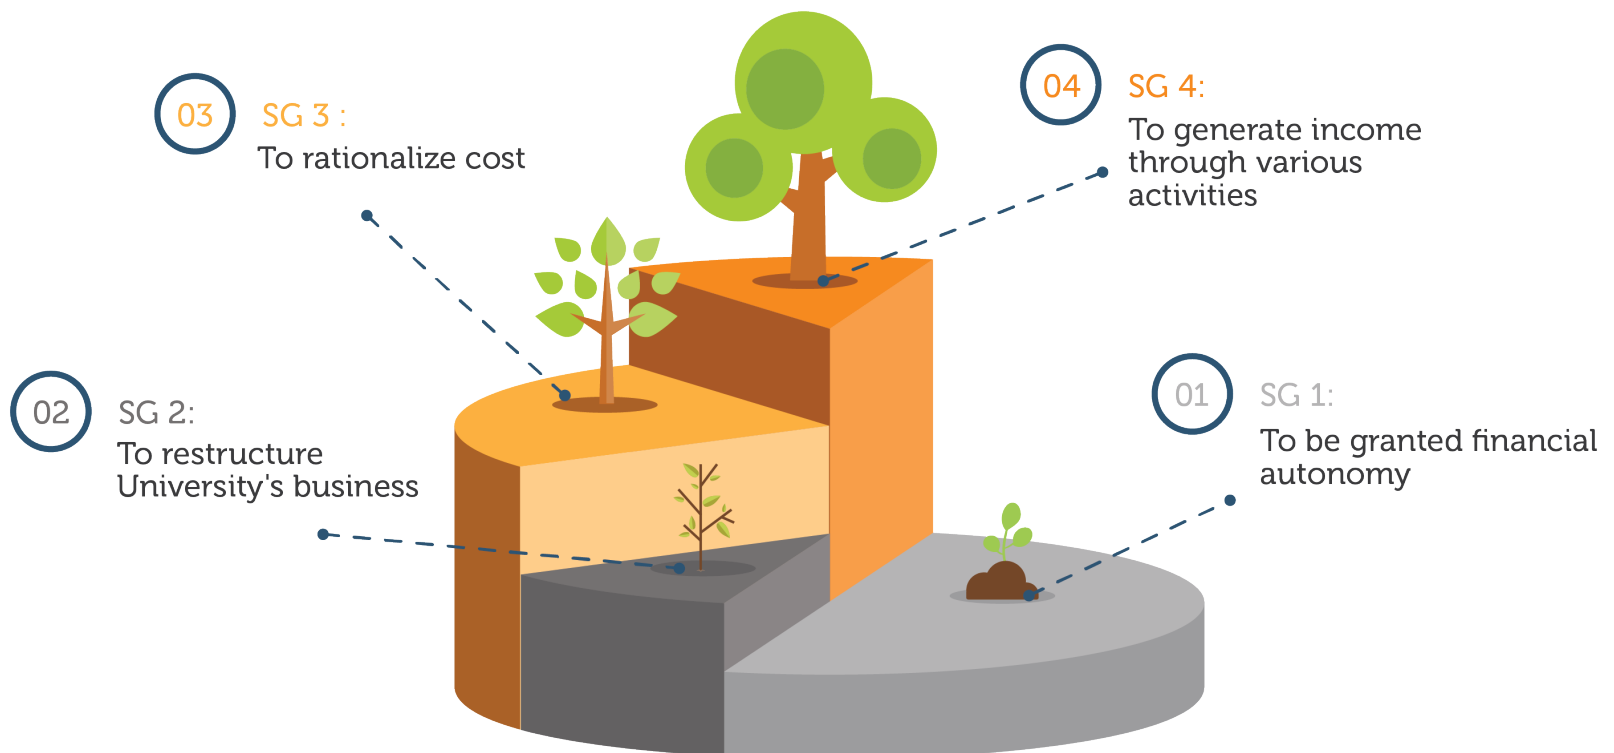 03
SG 3 :
To rationalize cost
04
SG 4:
To generate income
through various
activities
02
SG 2:
To restructure
University's business
01
SG 1:
To be granted financial
autonomy